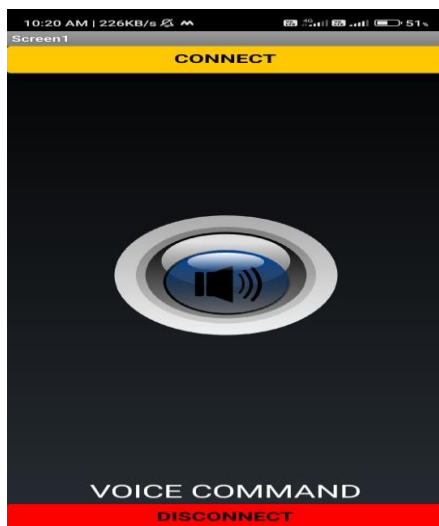 10:20 AM | 226KB/s
51%
Screen1
CONNECT
VOICE COMMAND
DISCONNECT